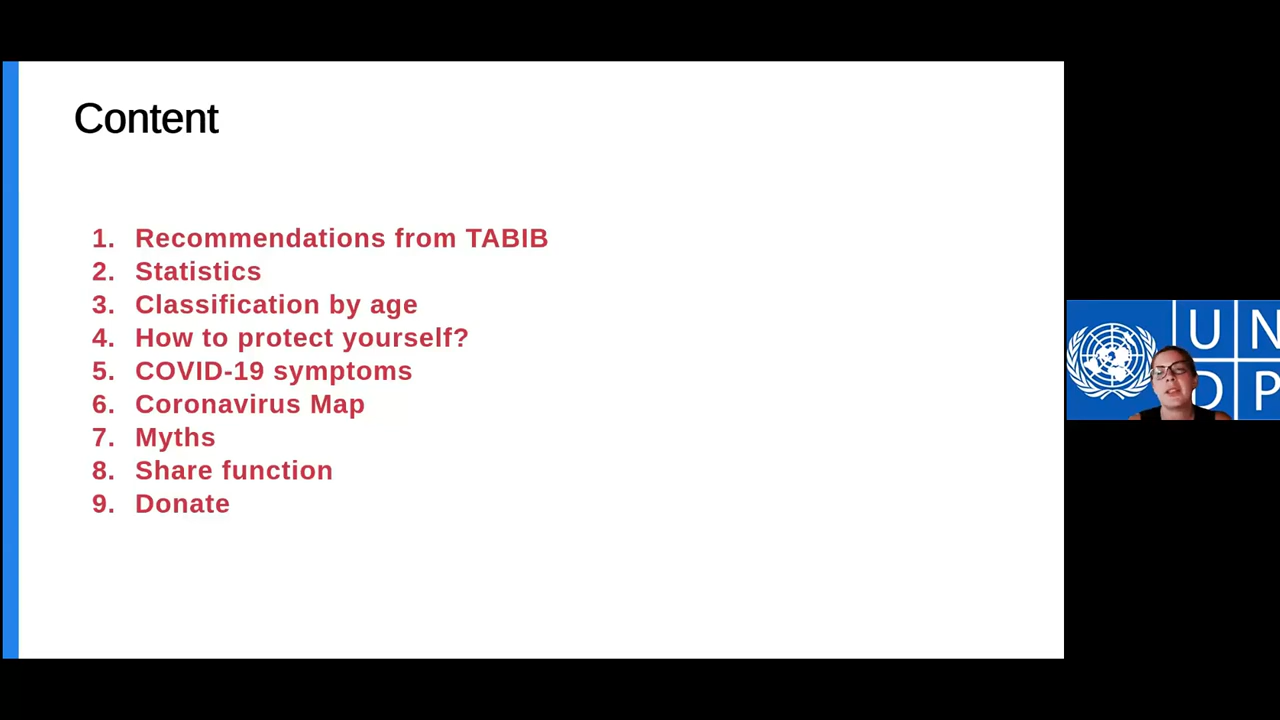 Content
1. Recommendations from TABIB
2. Statistics
3. Classification by age
4. How to protect yourself?
5. COVID-19 symptoms
6. Coronavirus Map
7. Myths
8. Share function
9. Donate
U N
D P